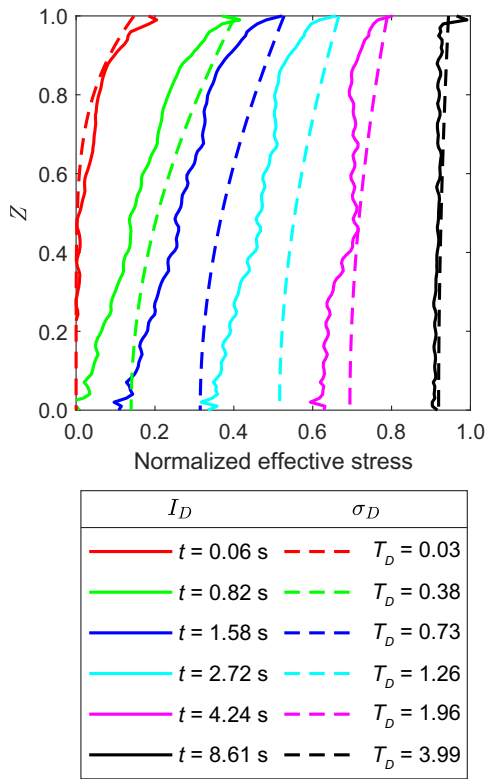 1.0
0.8
0.6
0.4
0.2
0.0
Z
0.0 0.2 0.4 0.6 0.8 1.0
Normalized effective stress
I_D σ_D
t = 0.06 s T_D = 0.03
t = 0.82 s T_D = 0.38
t = 1.58 s T_D = 0.73
t = 2.72 s T_D = 1.26
t = 4.24 s T_D = 1.96
t = 8.61 s T_D = 3.99